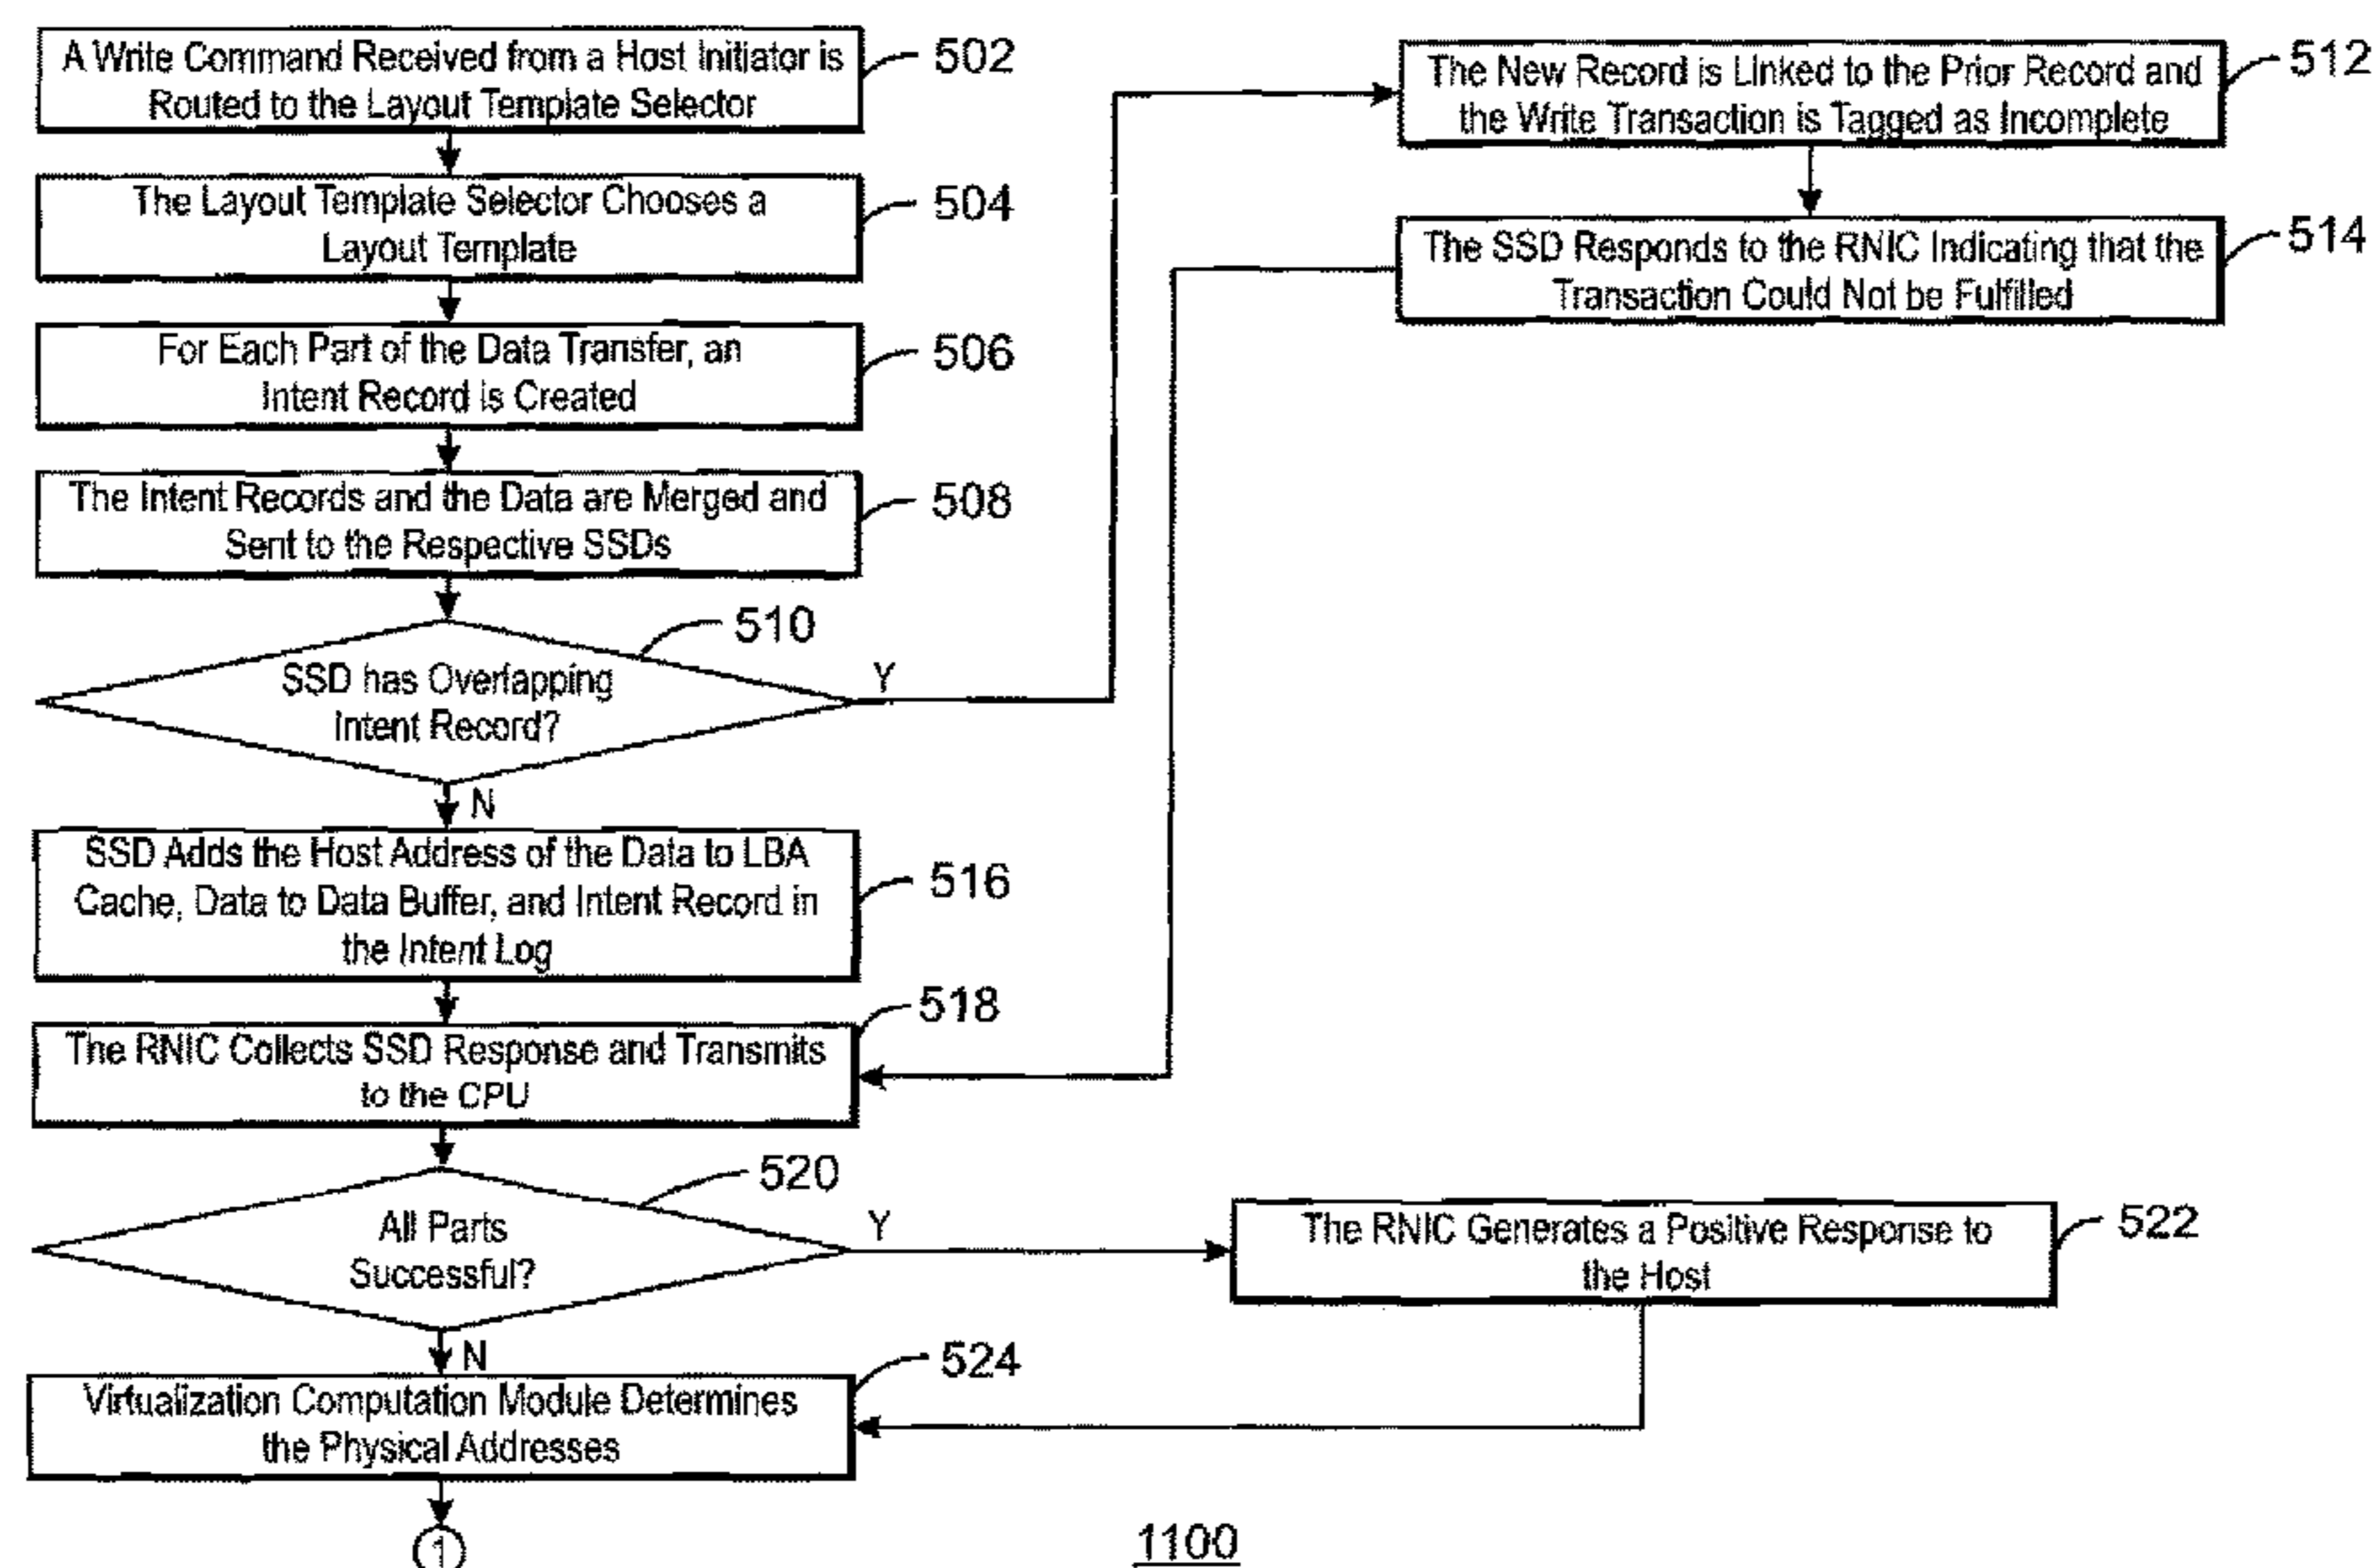 A Write Command Received from a Host Initiator is
Routed to the Layout Template Selector
502
The Layout Template Selector Chooses a
Layout Template
504
For Each Part of the Data Transfer, an
Intent Record is Created
506
The Intent Records and the Data are Merged and
Sent to the Respective SSDs
508
510
SSD has Overlapping
Intent Record?
Y
N
The New Record is Linked to the Prior Record and
the Write Transaction is Tagged as Incomplete
512
The SSD Responds to the RNIC Indicating that the
Transaction Could Not be Fulfilled
514
SSD Adds the Host Address of the Data to LBA
Cache, Data to Data Buffer, and Intent Record in
the Intent Log
516
518
The RNIC Collects SSD Response and Transmits
to the CPU
520
All Parts
Successful?
Y
N
The RNIC Generates a Positive Response to
the Host
522
524
Virtualization Computation Module Determines
the Physical Addresses
1
1100